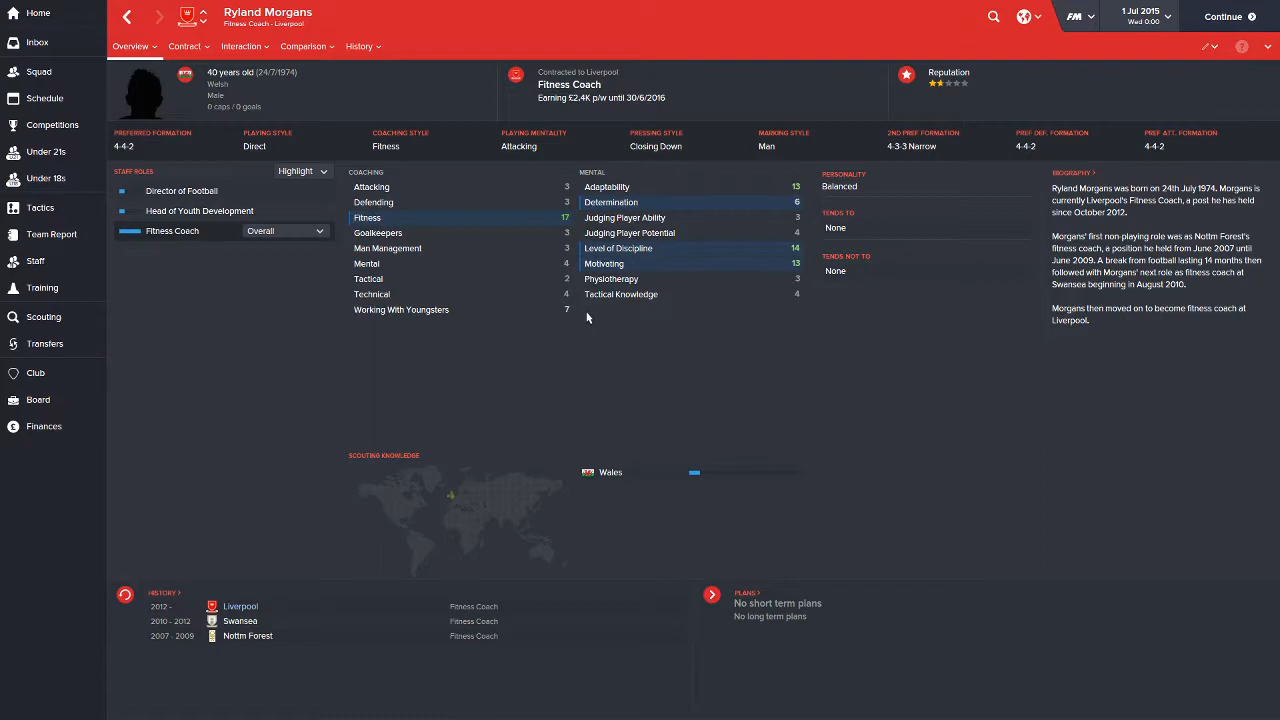 Home
Inbox
Squad
Schedule
Competitions
Under 21s
Under 18s
Tactics
Team Report
Staff
Training
Scouting
Transfers
Club
Board
Finances
Ryland Morgans
Fitness Coach - Liverpool
FM
1 Jul 2015
Wed 0:00
Continue
Overview Contract Interaction Comparison History
40 years old (24/7/1974)
Welsh
Male
0 caps / 0 goals
Contracted to Liverpool
Fitness Coach
Earning £2.4K p/w until 30/6/2016
Reputation
PREFERRED FORMATION PLAYING STYLE COACHING STYLE PLAYING MENTALITY PRESSING STYLE MARKING STYLE 2ND PREF FORMATION PREF DEF. FORMATION PREF ATT. FORMATION
4-4-2 Direct Fitness Attacking Closing Down Man 4-3-3 Narrow 4-4-2 4-4-2
STAFF ROLES Highlight
Director of Football
Head of Youth Development
Fitness Coach Overall
COACHING
Attacking 3
Defending 3
Fitness 17
Goalkeepers 3
Man Management 3
Mental 4
Tactical 2
Technical 4
Working With Youngsters 7
MENTAL
Adaptability 13
Determination 6
Judging Player Ability 3
Judging Player Potential 4
Level of Discipline 14
Motivating 13
Physiotherapy 3
Tactical Knowledge 4
PERSONALITY
Balanced
TENDS TO
None
TENDS NOT TO
None
BIOGRAPHY >
Ryland Morgans was born on 24th July 1974. Morgans is
currently Liverpool's Fitness Coach, a post he has held
since October 2012.
Morgans' first non-playing role was as Nottm Forest's
fitness coach, a position he held from June 2007 until
June 2009. A break from football lasting 14 months then
followed with Morgans' next role as fitness coach at
Swansea beginning in August 2010.
Morgans then moved on to become fitness coach at
Liverpool.
SCOUTING KNOWLEDGE
Wales
HISTORY >
2012 - Liverpool Fitness Coach
2010 - 2012 Swansea Fitness Coach
2007 - 2009 Nottm Forest Fitness Coach
PLANS >
No short term plans
No long term plans